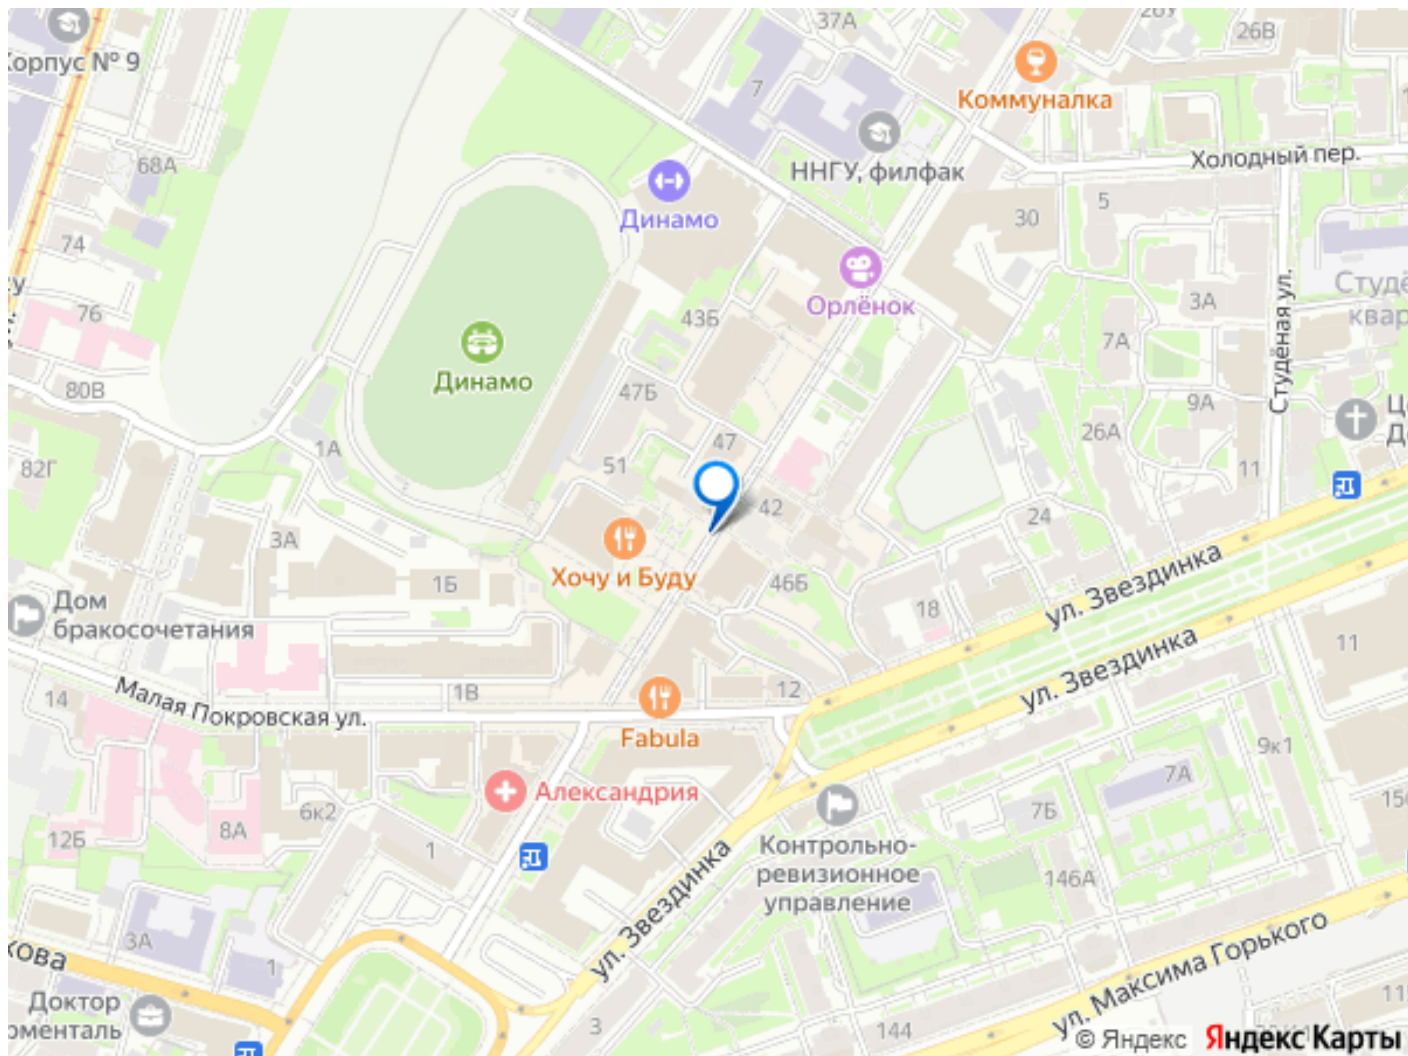 37А
26В
Корпус № 9
Коммуналка
7
68А
ННГУ, филфак
Холодный пер.
Динамо
5
30
74
Орлёнок
3А
76
43Б
7А
Студёная ул.
Динамо
47Б
80В
9А
26А
1А
47
51
82Г
11
42
24
3А
Хочу и Буду
1Б
46Б
ул. Звездинка
Дом
бракосочетания
18
ул. Звездинка
11
1В
12
14
Малая Покровская ул.
Fabula
9к1
7А
Александрия
6к2
7Б
8А
12Б
1
Контрольно-
ревизионное
управление
146А
ул. Звездинка
3А
1
ул. Максима Горького
Доктор
3
144
© Яндекс Яндекс Карты